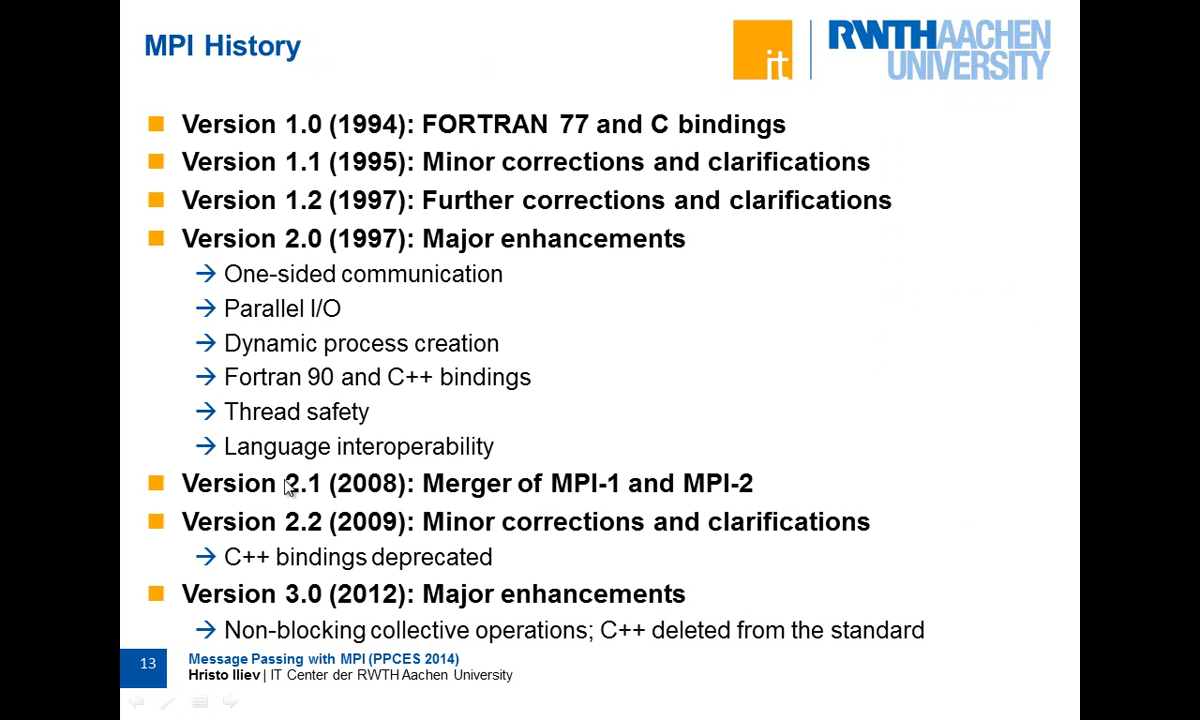 MPI History
it
RWTHAACHEN
UNIVERSITY
Version 1.0 (1994): FORTRAN 77 and C bindings
Version 1.1 (1995): Minor corrections and clarifications
Version 1.2 (1997): Further corrections and clarifications
Version 2.0 (1997): Major enhancements
→ One-sided communication
→ Parallel I/O
→ Dynamic process creation
→ Fortran 90 and C++ bindings
→ Thread safety
→ Language interoperability
Version 2.1 (2008): Merger of MPI-1 and MPI-2
Version 2.2 (2009): Minor corrections and clarifications
→ C++ bindings deprecated
Version 3.0 (2012): Major enhancements
→ Non-blocking collective operations; C++ deleted from the standard
13
Message Passing with MPI (PPCES 2014)
Hristo Iliev | IT Center der RWTH Aachen University